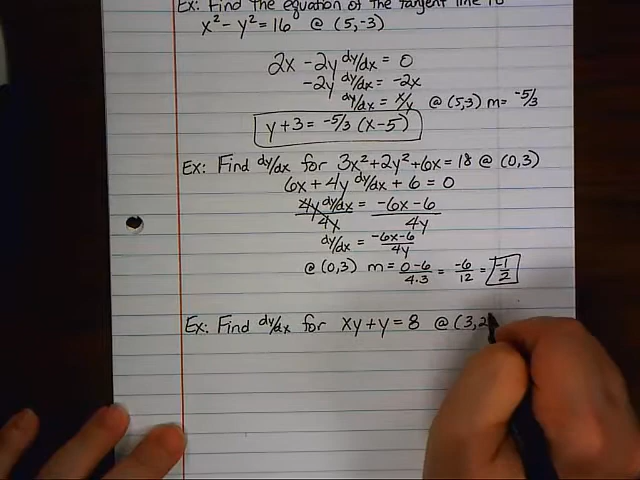 Ex: Find the equation of the tangent line to
x² - y² = 16 @ (5,-3)
2x - 2y dy/dx = 0
-2y dy/dx = -2x
dy/dx = x/y @ (5,3) m= -5/3
y+3 = -5/3 (x-5)
Ex: Find dy/dx for 3x²+2y²+6x = 18 @ (0,3)
6x + 4y dy/dx + 6 = 0
4y dy/dx / 4y = -6x-6 / 4y
dy/dx = -6x-6 / 4y
@ (0,3) m = 0-6 / 4·3 = -6/12 = -1/2
Ex: Find dy/dx for xy+y = 8 @ (3,2